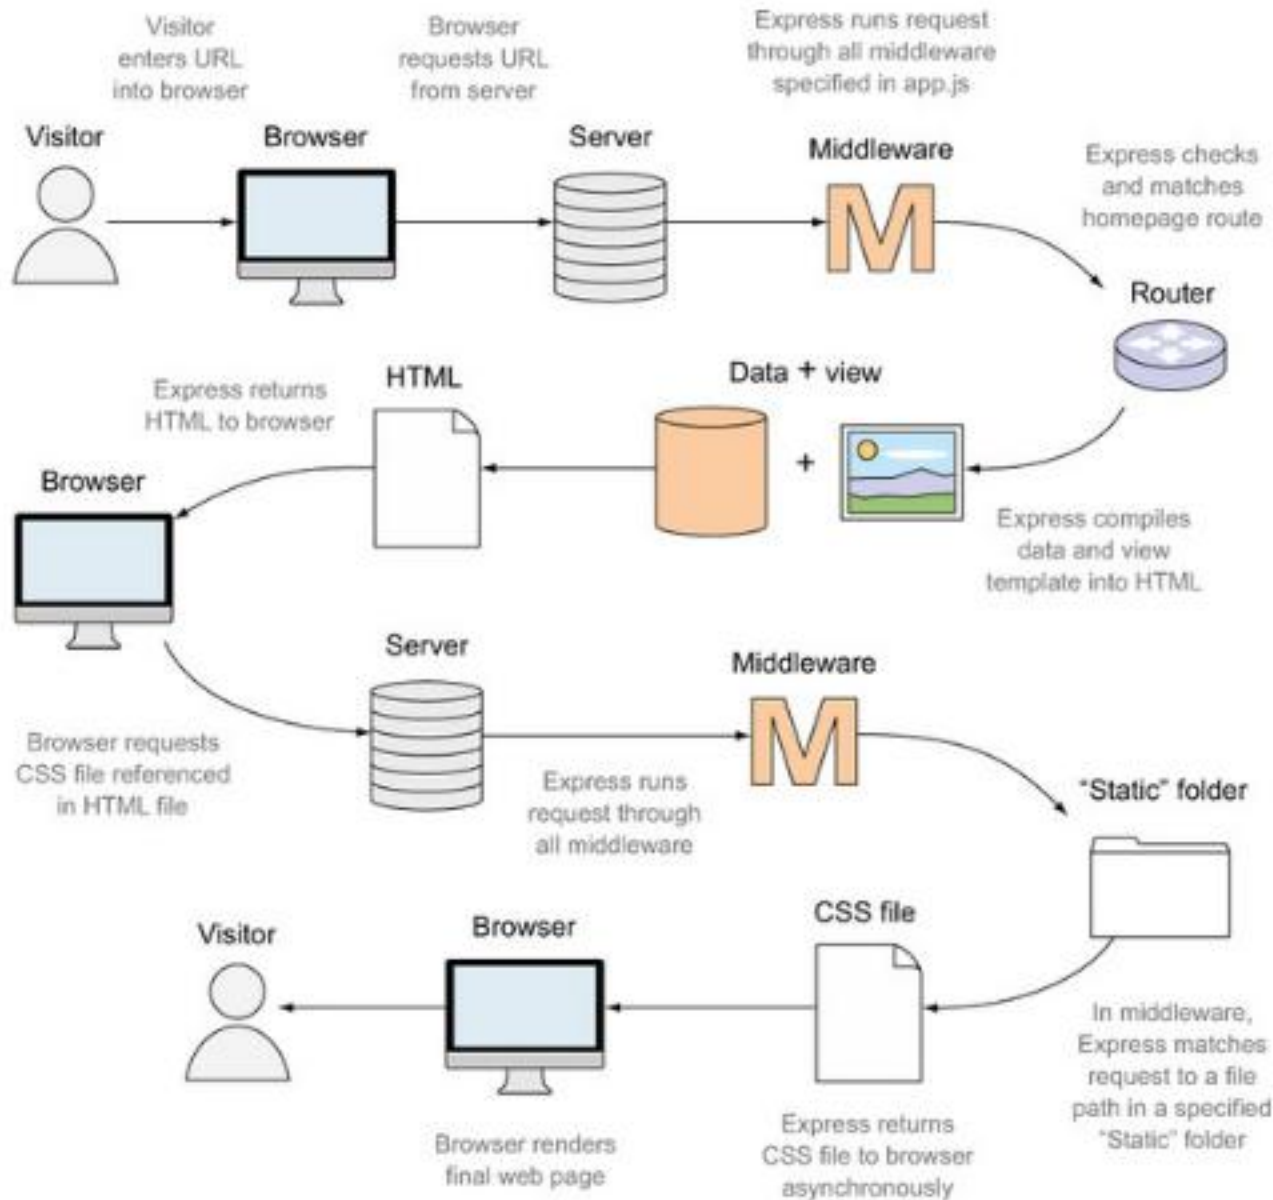 Visitor
enters URL
into browser
Browser
requests URL
from server
Express runs request
through all middleware
specified in app.js
Visitor
Browser
Server
Middleware
Express checks
and matches
homepage route
Router
Express returns
HTML to browser
HTML
Data + view
+
Browser
Express compiles
data and view
template into HTML
Server
Middleware
M
Browser requests
CSS file referenced
in HTML file
Express runs
request through
all middleware
M
"Static" folder
Visitor
Browser
CSS file
In middleware,
Express matches
request to a file
path in a specified
"Static" folder
Browser renders
final web page
Express returns
CSS file to browser
asynchronously